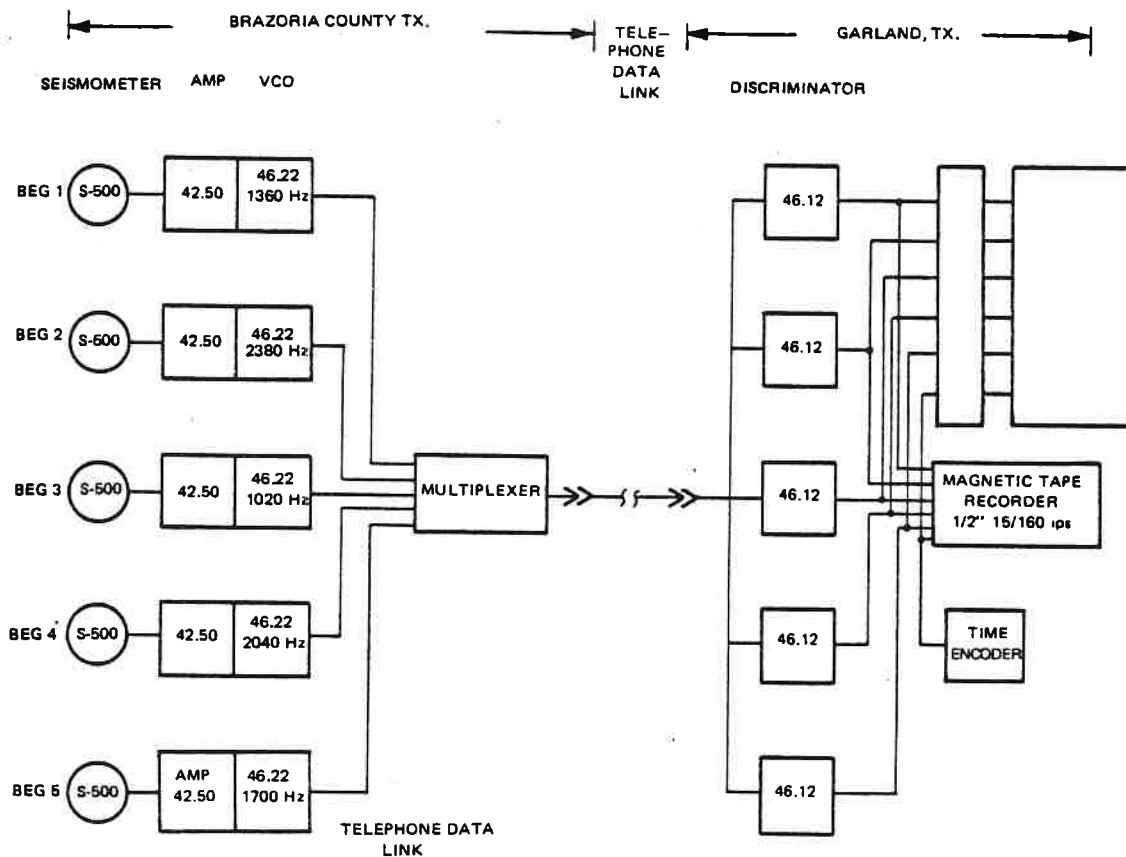 BRAZORIA COUNTY TX.
TELE-
PHONE
DATA
LINK
GARLAND, TX.
SEISMOMETER AMP VCO
DISCRIMINATOR
BEG 1 S-500 42.50 46.22
1360 Hz
46.12
BEG 2 S-500 42.50 46.22
2380 Hz
46.12
BEG 3 S-500 42.50 46.22
1020 Hz
MULTIPLEXER
46.12
MAGNETIC TAPE
RECORDER
1/2" 15/160 ips
BEG 4 S-500 42.50 46.22
2040 Hz
46.12
TIME
ENCODER
BEG 5 S-500 AMP
42.50
46.22
1700 Hz
46.12
TELEPHONE DATA
LINK